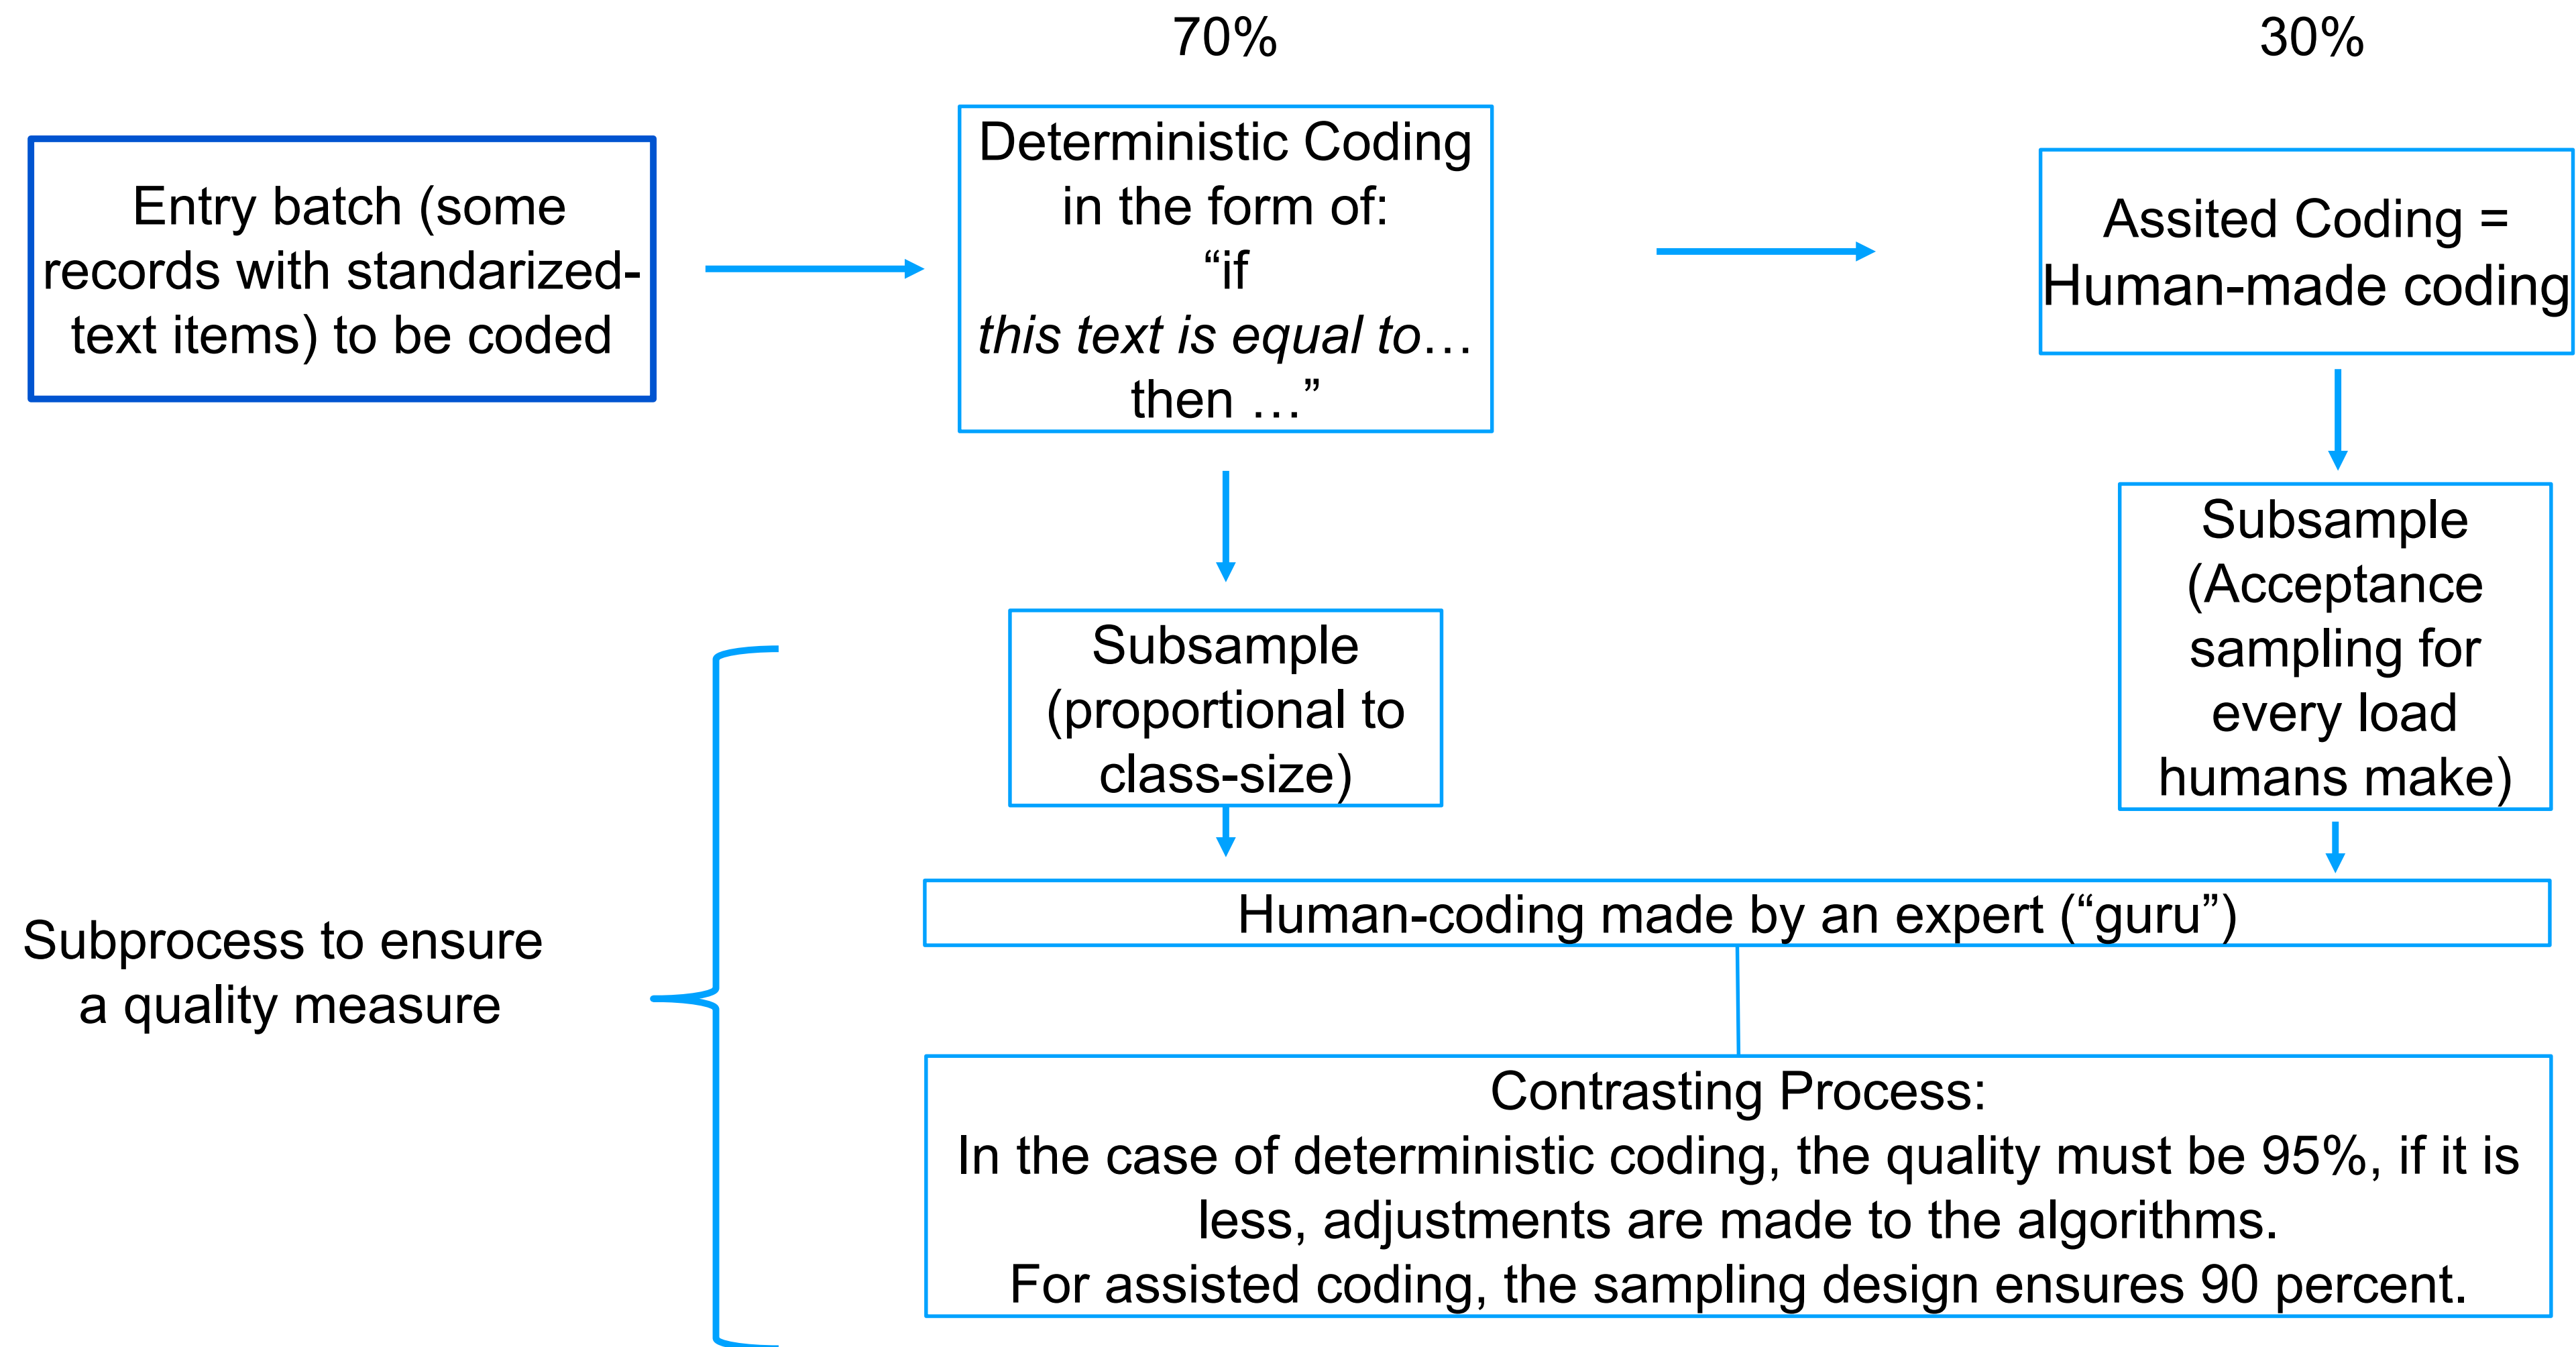 70%
30%
Entry batch (some
records with standarized-
text items) to be coded
Deterministic Coding
in the form of:
“if
this text is equal to…
then …”
Assited Coding =
Human-made coding
Subsample
(proportional to
class-size)
Subsample
(Acceptance
sampling for
every load
humans make)
Human-coding made by an expert (“guru”)
Subprocess to ensure
a quality measure
Contrasting Process:
In the case of deterministic coding, the quality must be 95%, if it is
less, adjustments are made to the algorithms.
For assisted coding, the sampling design ensures 90 percent.